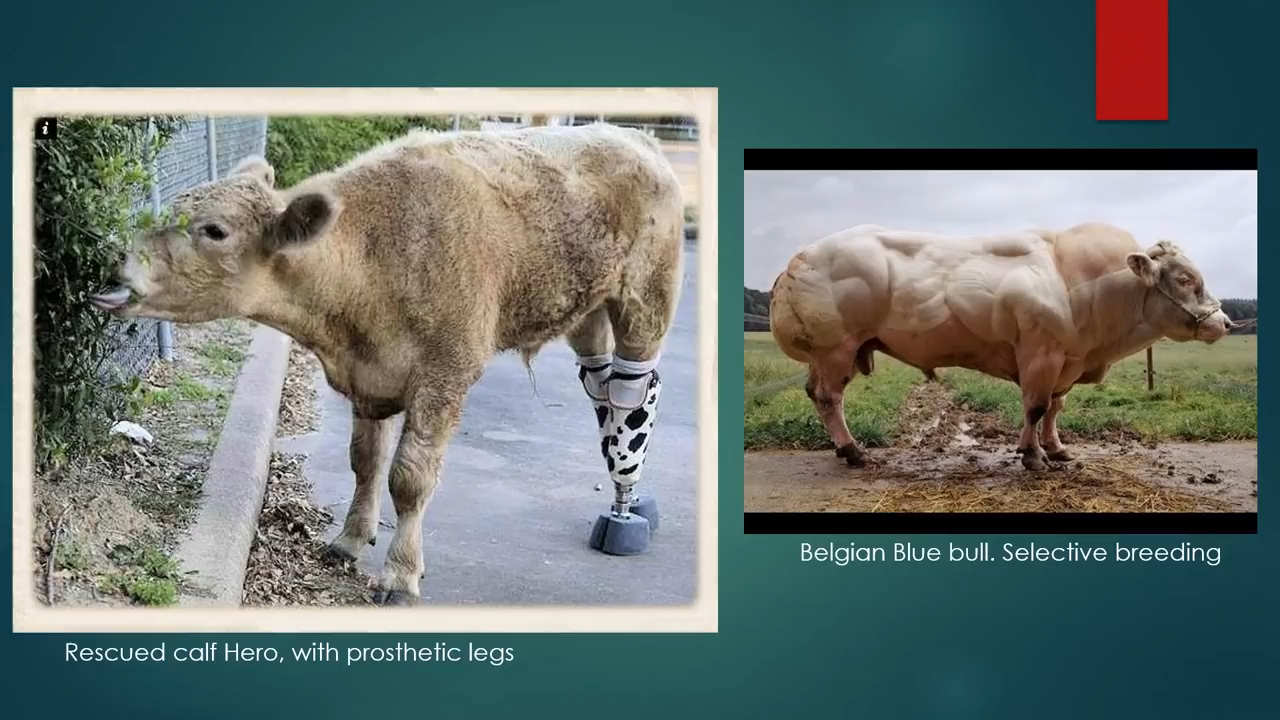 i
Belgian Blue bull. Selective breeding
Rescued calf Hero, with prosthetic legs